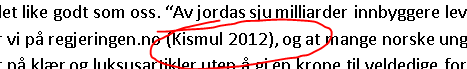 det like godt som oss. “Av jordas sju milliarder innbyggere lev
r vi på regjeringen.no (Kismul 2012), og at mange norske ung
r på klær og luksusartikler uten å gi en krone til veldedige for